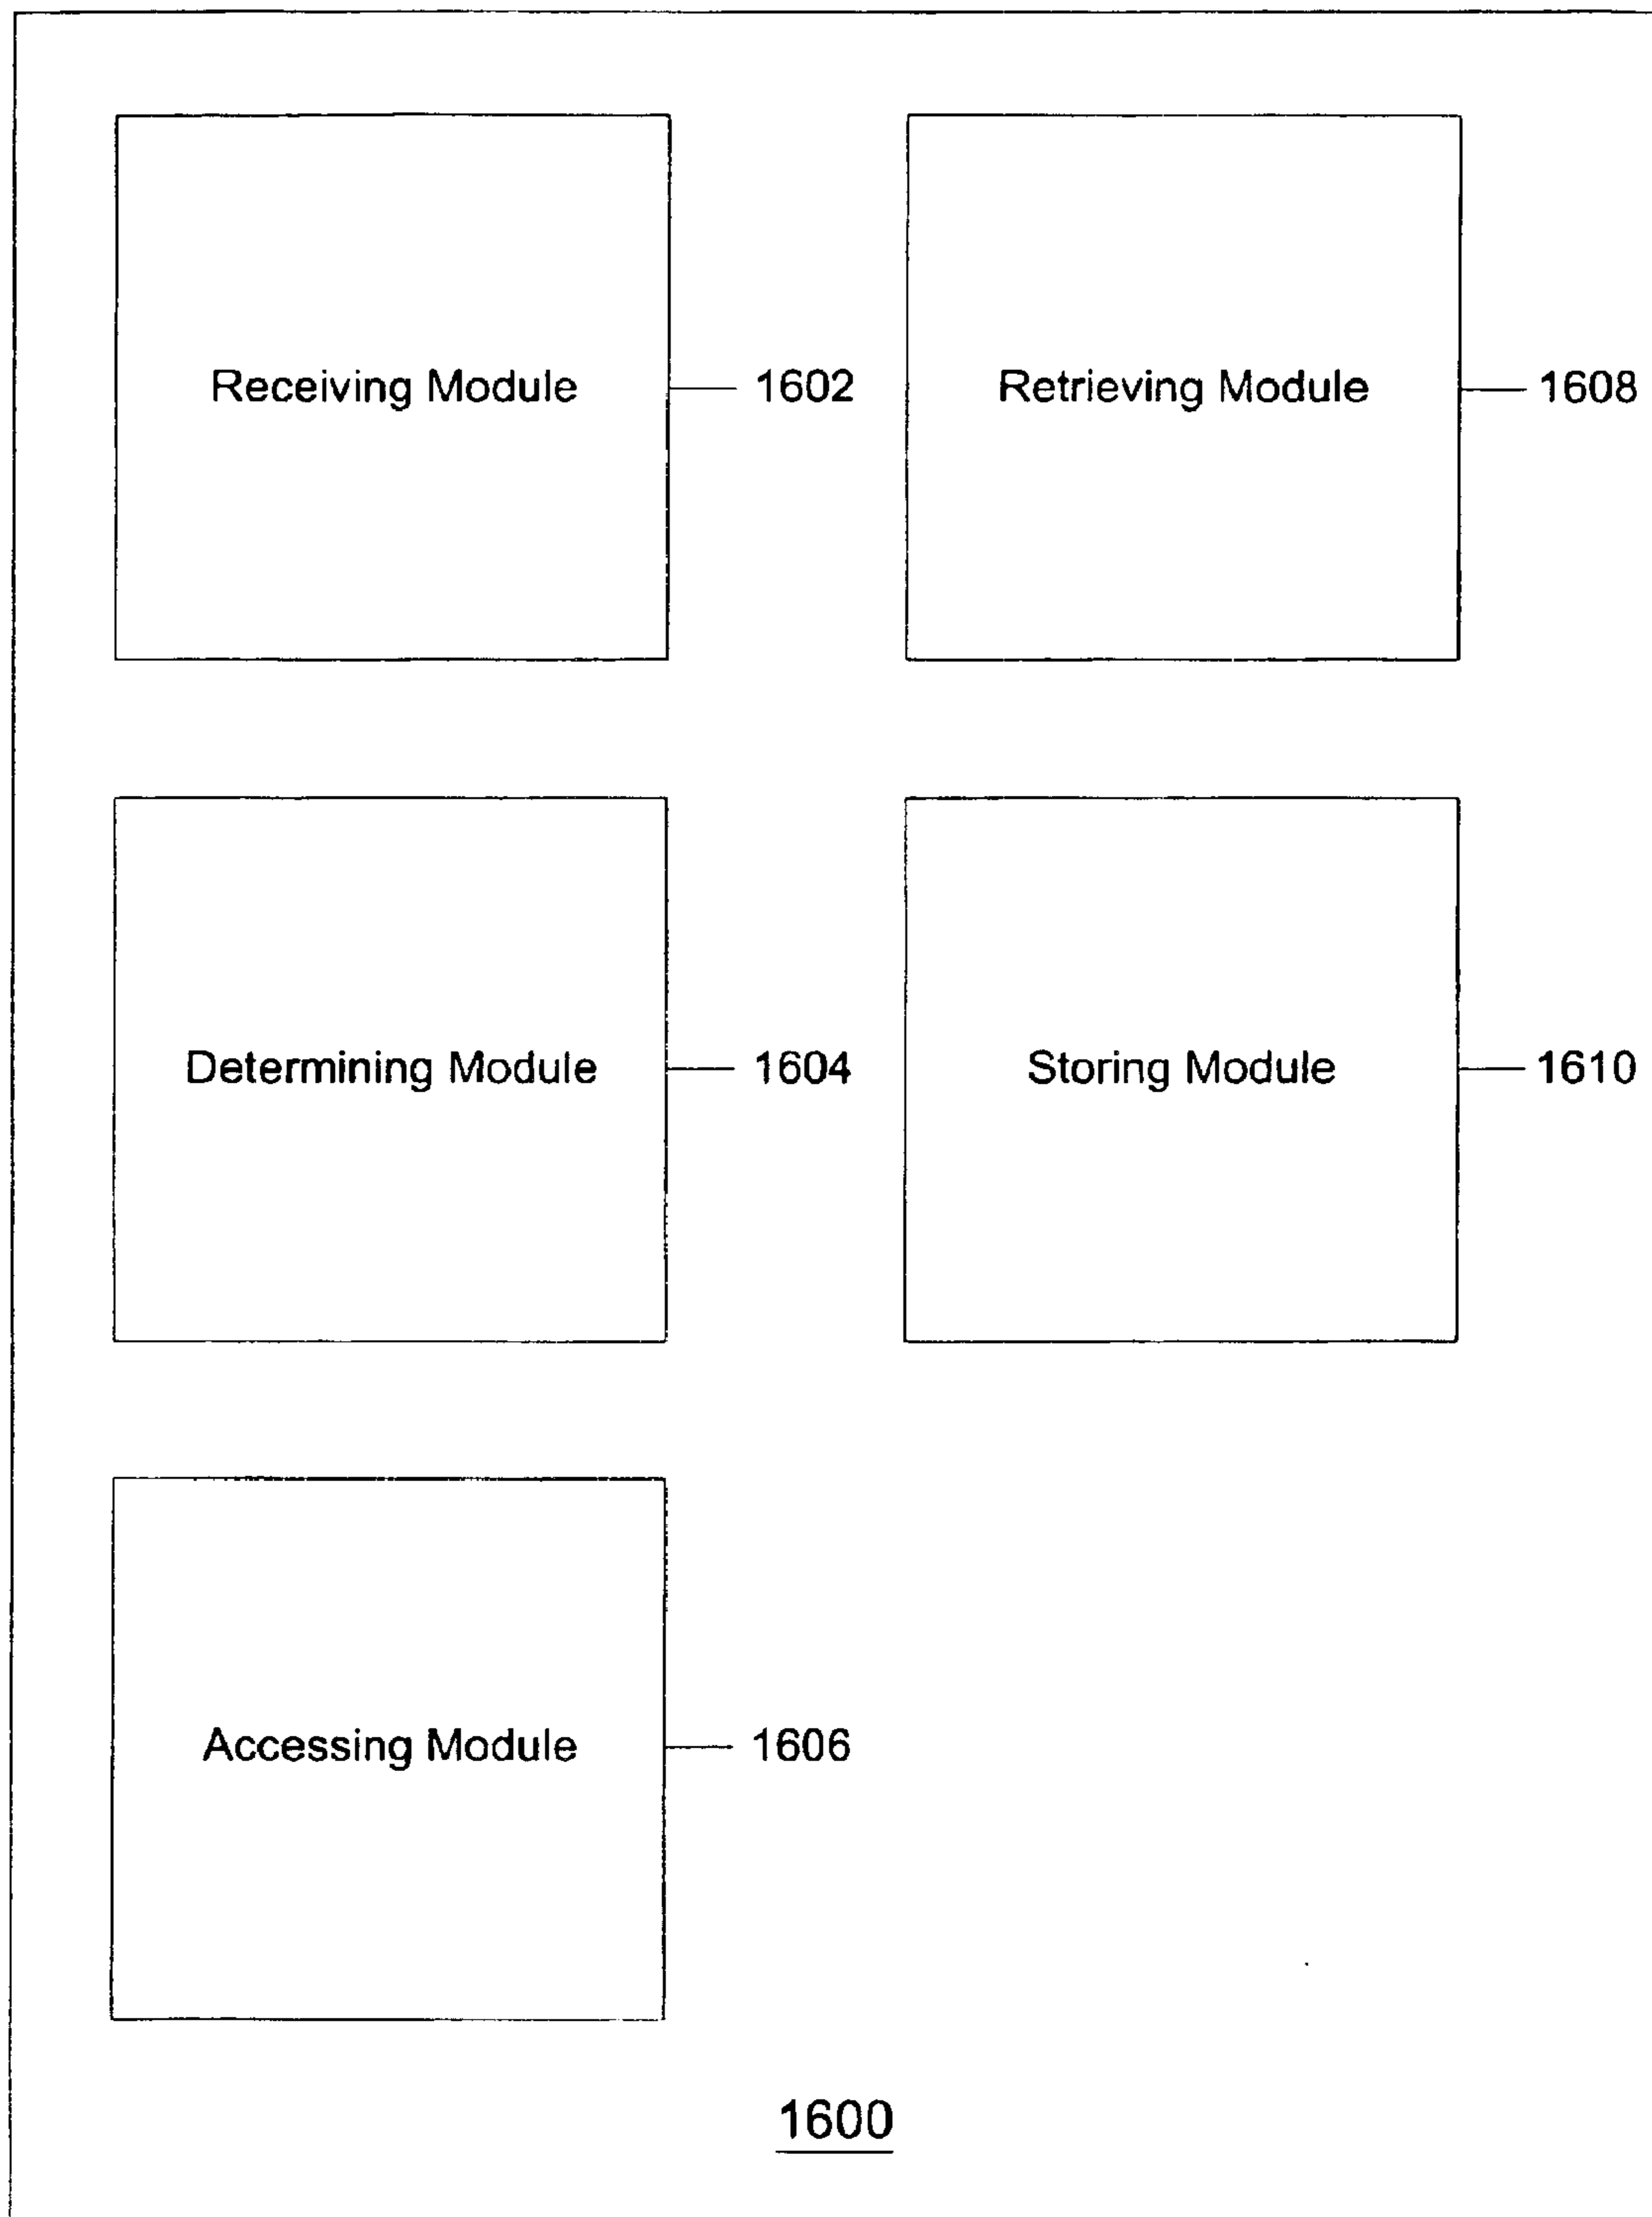 Receiving Module 1602
Retrieving Module 1608
Determining Module 1604
Storing Module 1610
Accessing Module 1606
1600